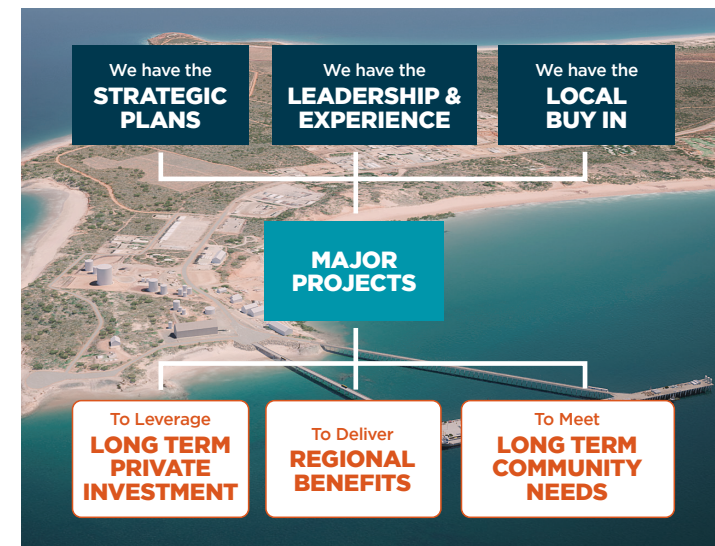 We have the
STRATEGIC
PLANS
We have the
LEADERSHIP &
EXPERIENCE
We have the
LOCAL
BUY IN
MAJOR
PROJECTS
To Leverage
LONG TERM
PRIVATE
INVESTMENT
To Deliver
REGIONAL
BENEFITS
To Meet
LONG TERM
COMMUNITY
NEEDS